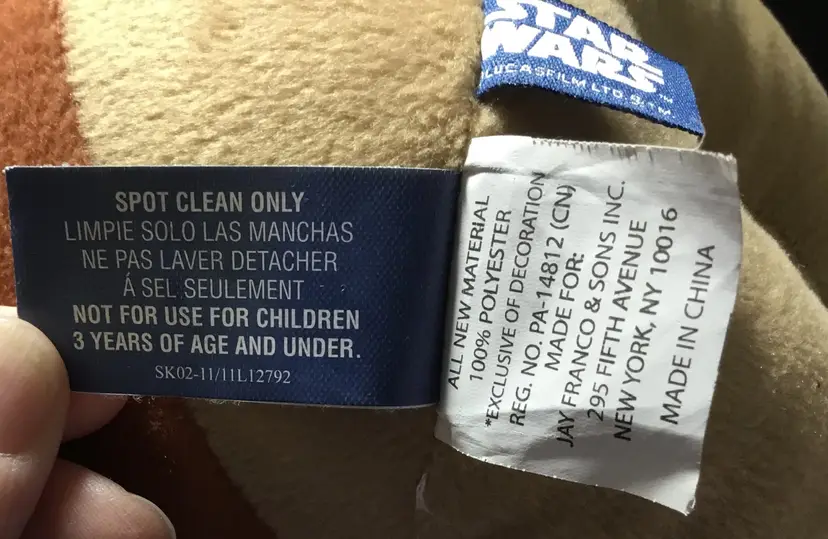 STAR
WARS™
LUCASFILM LTD. & TM
SPOT CLEAN ONLY
LIMPIE SOLO LAS MANCHAS
NE PAS LAVER DETACHER
Á SEL SEULEMENT
NOT FOR USE FOR CHILDREN
3 YEARS OF AGE AND UNDER.
SK02-11/11L12792
ALL NEW MATERIAL
100% POLYESTER
*EXCLUSIVE OF DECORATION
REG. NO. PA-14812 (CN)
MADE FOR:
JAY FRANCO & SONS INC.
295 FIFTH AVENUE
NEW YORK, NY 10016
MADE IN CHINA